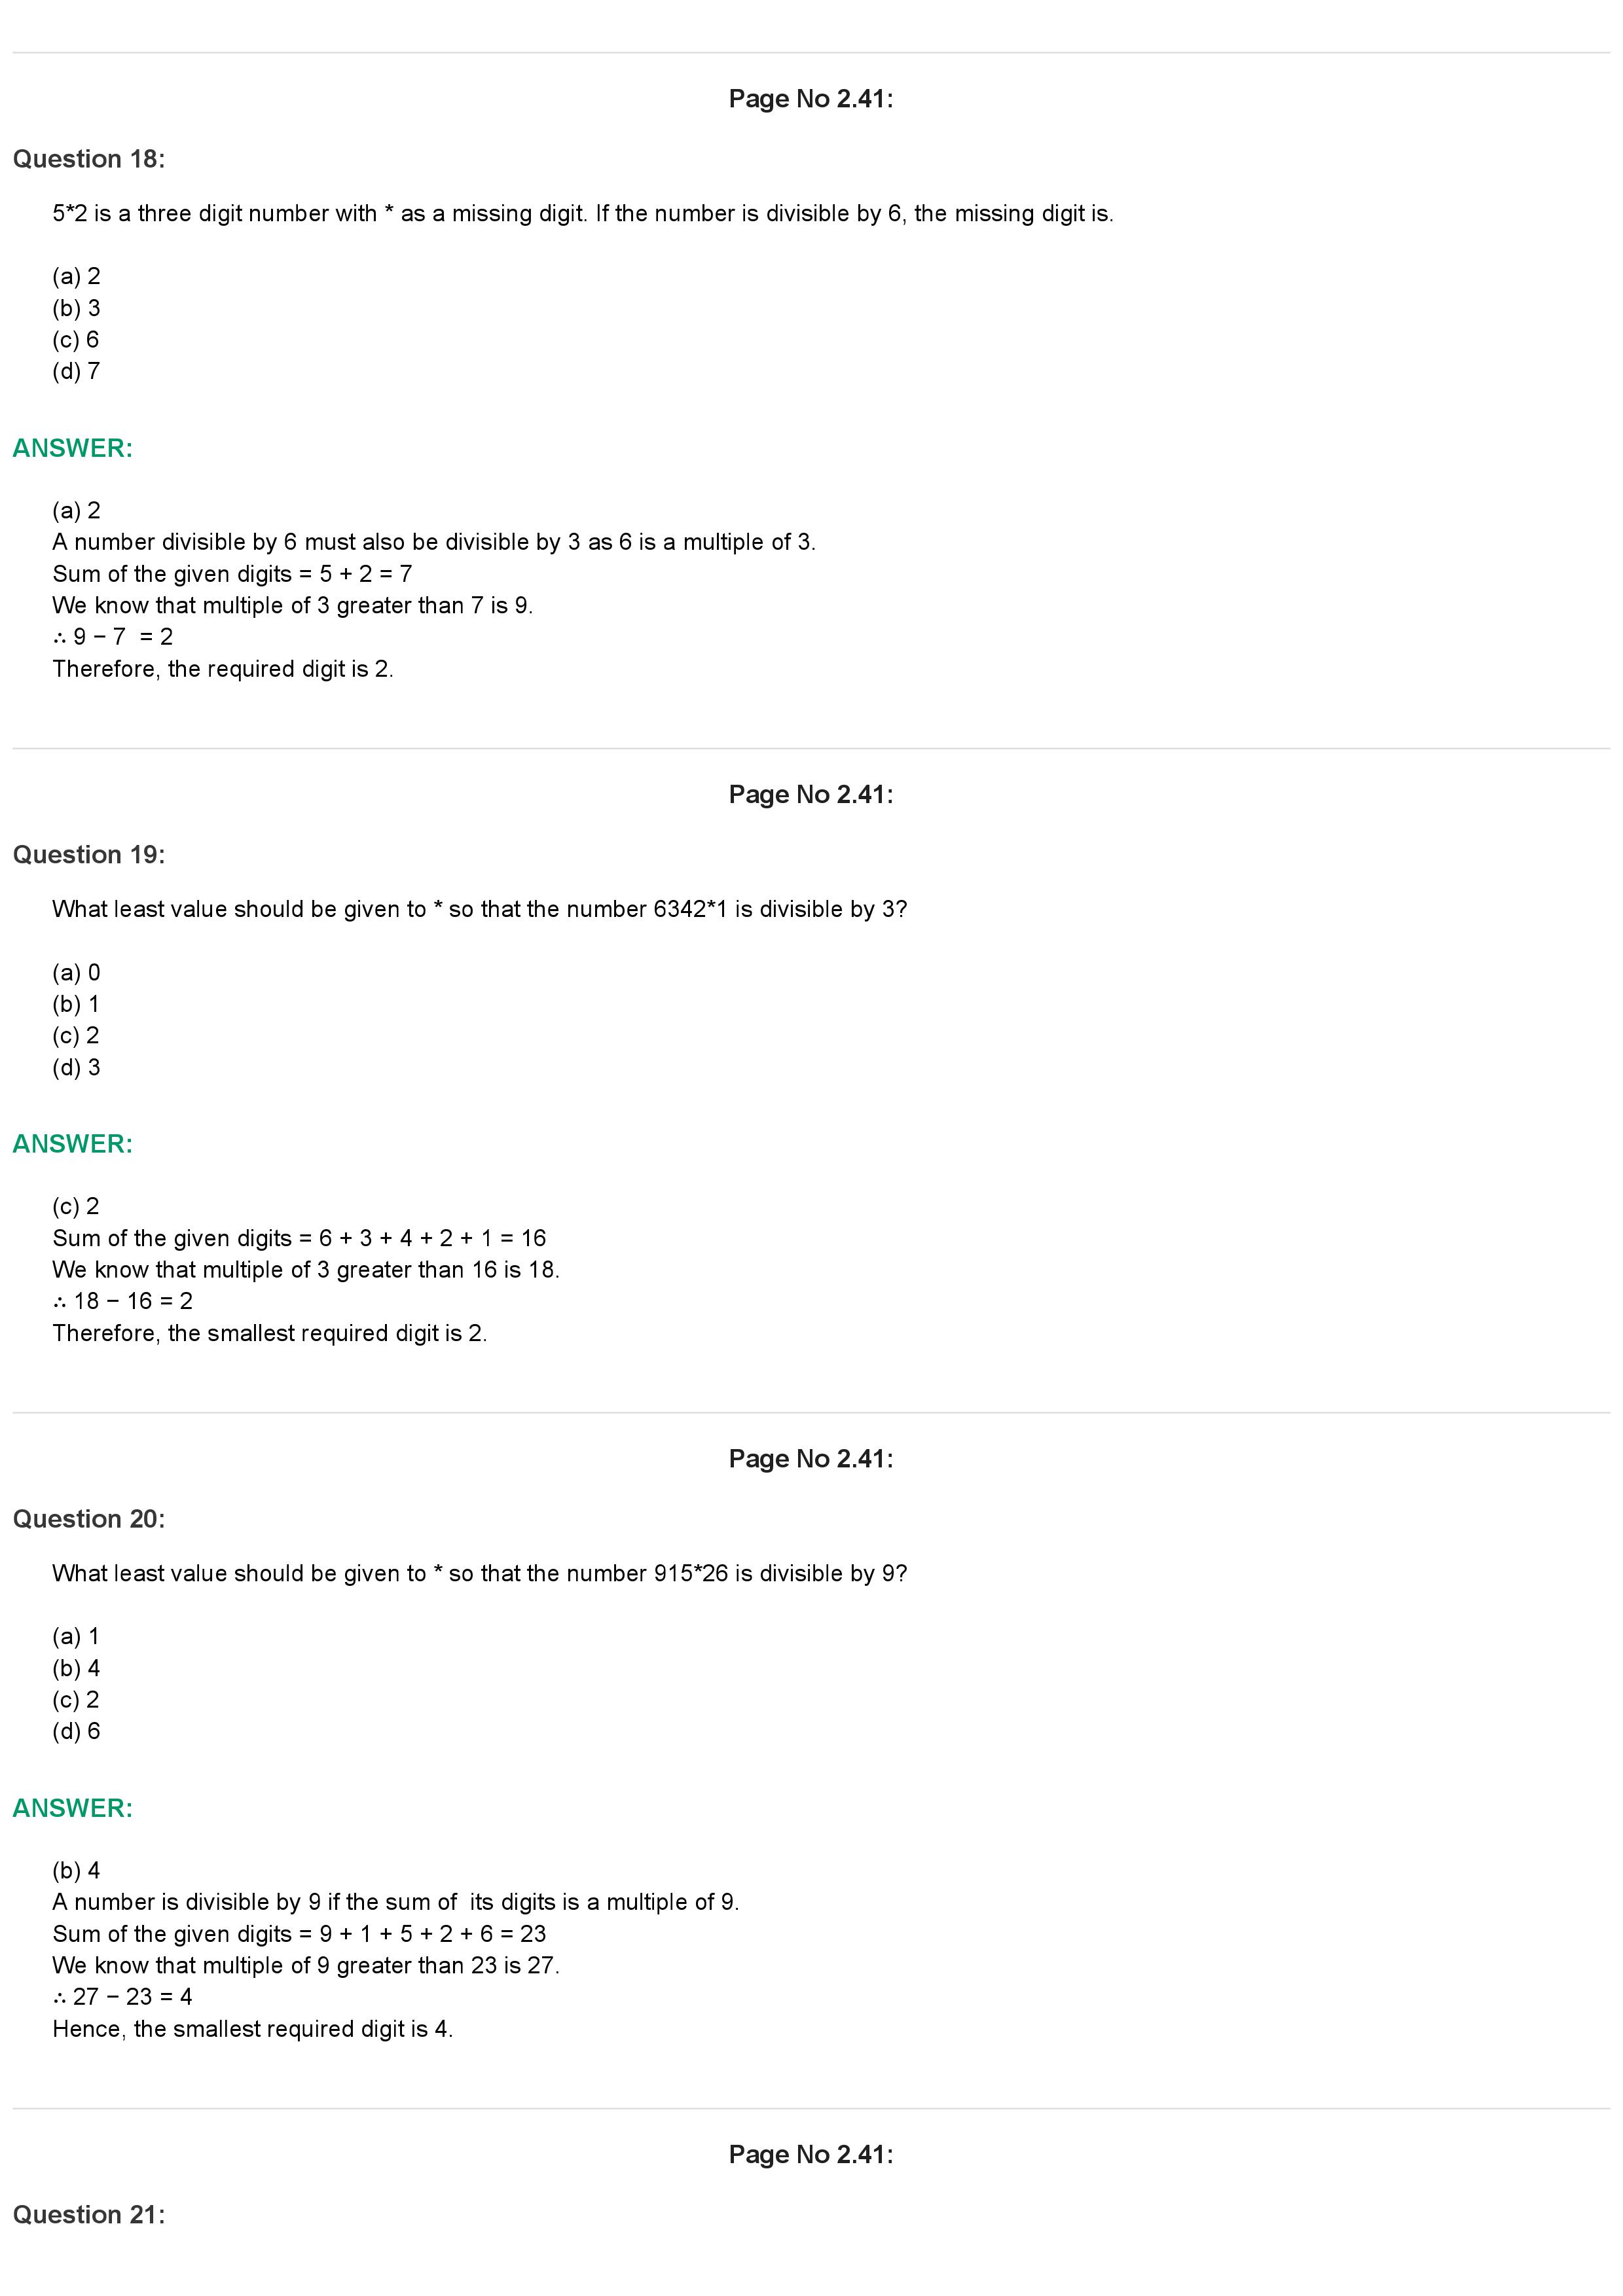 Page No 2.41:
Question 18:
5*2 is a three digit number with * as a missing digit. If the number is divisible by 6, the missing digit is.
(a) 2
(b) 3
(c) 6
(d) 7
ANSWER:
(a) 2
A number divisible by 6 must also be divisible by 3 as 6 is a multiple of 3.
Sum of the given digits = 5 + 2 = 7
We know that multiple of 3 greater than 7 is 9.
∴ 9 − 7  = 2
Therefore, the required digit is 2.
Page No 2.41:
Question 19:
What least value should be given to * so that the number 6342*1 is divisible by 3?
(a) 0
(b) 1
(c) 2
(d) 3
ANSWER:
(c) 2
Sum of the given digits = 6 + 3 + 4 + 2 + 1 = 16
We know that multiple of 3 greater than 16 is 18.
∴ 18 − 16 = 2
Therefore, the smallest required digit is 2.
Page No 2.41:
Question 20:
What least value should be given to * so that the number 915*26 is divisible by 9?
(a) 1
(b) 4
(c) 2
(d) 6
ANSWER:
(b) 4
A number is divisible by 9 if the sum of  its digits is a multiple of 9.
Sum of the given digits = 9 + 1 + 5 + 2 + 6 = 23
We know that multiple of 9 greater than 23 is 27.
∴ 27 − 23 = 4
Hence, the smallest required digit is 4.
Page No 2.41:
Question 21: